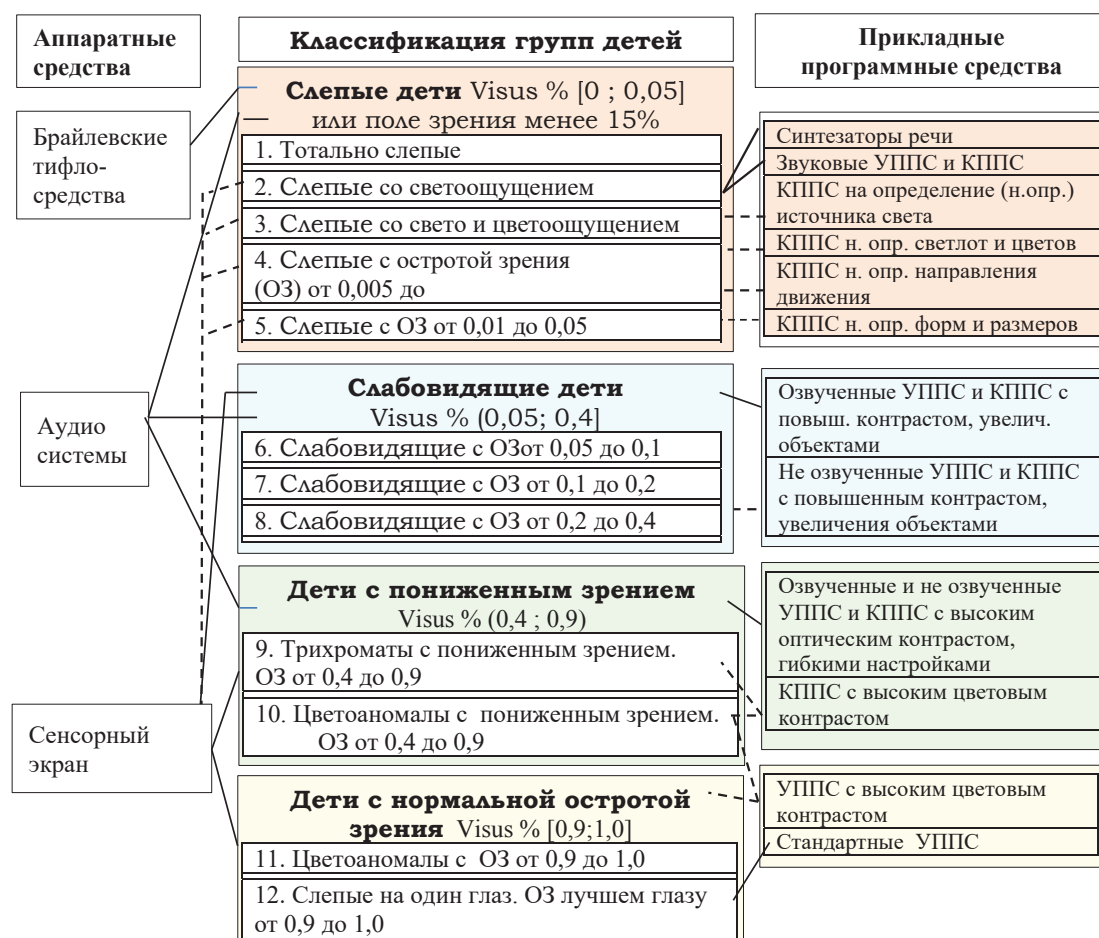 Аппаратные
средства
Брайлевские
тифло-
средства
Аудио
системы
Сенсорный
экран
Классификация групп детей
Слепые дети Visus % [0 ; 0,05]
или поле зрения менее 15%
1. Тотально слепые
2. Слепые со светоощущением
3. Слепые со свето и цветоощущением
4. Слепые с остротой зрения
(ОЗ) от 0,005 до
5. Слепые с ОЗ от 0,01 до 0,05
Слабовидящие дети
Visus % (0,05; 0,4]
6. Слабовидящие с ОЗот 0,05 до 0,1
7. Слабовидящие с ОЗ от 0,1 до 0,2
8. Слабовидящие с ОЗ от 0,2 до 0,4
Дети с пониженным зрением
Visus % (0,4 ; 0,9)
9. Трихроматы с пониженным зрением.
ОЗ от 0,4 до 0,9
10. Цветоаномалы с пониженным зрением.
ОЗ от 0,4 до 0,9
Дети с нормальной остротой
зрения Visus % [0,9;1,0]
11. Цветоаномалы с ОЗ от 0,9 до 1,0
12. Слепые на один глаз. ОЗ лучшем глазу
от 0,9 до 1,0
Прикладные
программные средства
Синтезаторы речи
Звуковые УППС и КППС
КППС на определение (н.опр.)
источника света
КППС н. опр. светлот и цветов
КППС н. опр. направления
движения
КППС н. опр. форм и размеров
Озвученные УППС и КППС с
повыш. контрастом, увелич.
объектами
Не озвученные УППС и КППС
с повышенным контрастом,
увеличения объектами
Озвученные и не озвученные
УППС и КППС с высоким
оптическим контрастом,
гибкими настройками
КППС с высоким цветовым
контрастом
УППС с высоким цветовым
контрастом
Стандартные УППС